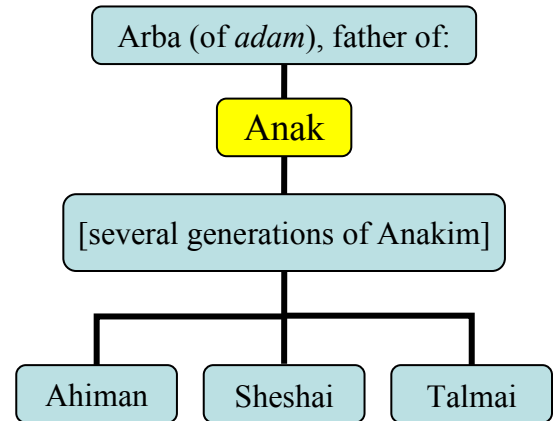 Arba (of adam), father of:
Anak
[several generations of Anakim]
Ahiman
Sheshai
Talmai